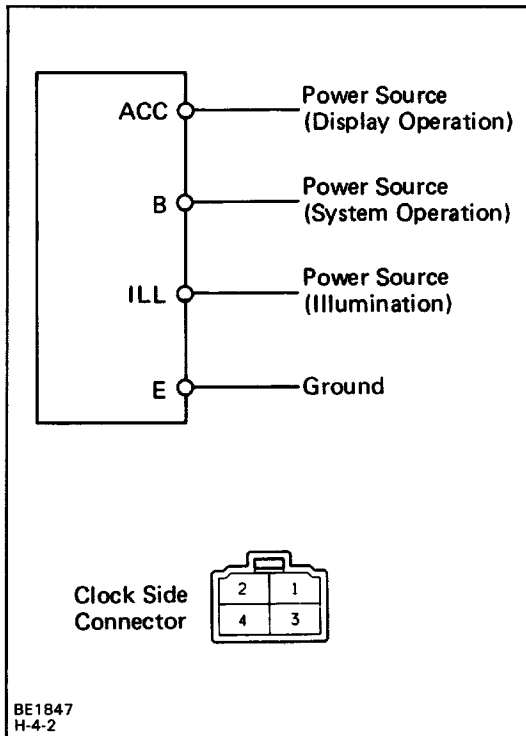 ACC
Power Source
(Display Operation)
B
Power Source
(System Operation)
ILL
Power Source
(Illumination)
E
Ground
Clock Side
Connector
2 1
4 3
BE1847
H-4-2